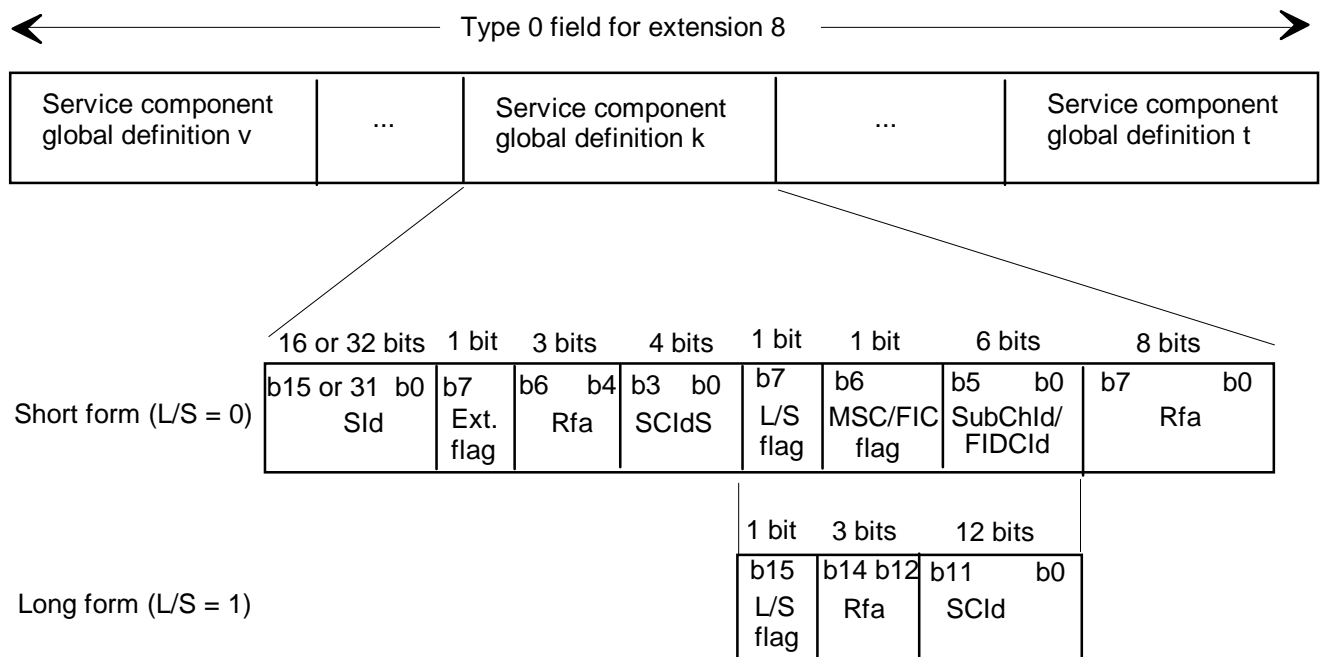 Type 0 field for extension 8
Service component global definition v
...
Service component global definition k
...
Service component global definition t
16 or 32 bits 1 bit 3 bits 4 bits 1 bit 1 bit 6 bits 8 bits
Short form (L/S = 0)
b15 or 31 b0
SId
b7
Ext.
flag
b6 b4
Rfa
b3 b0
SCIdS
b7
L/S
flag
b6
MSC/FIC
flag
b5 b0
SubChId/
FIDCId
b7 b0
Rfa
1 bit 3 bits 12 bits
Long form (L/S = 1)
b15
L/S
flag
b14 b12
Rfa
b11 b0
SCId